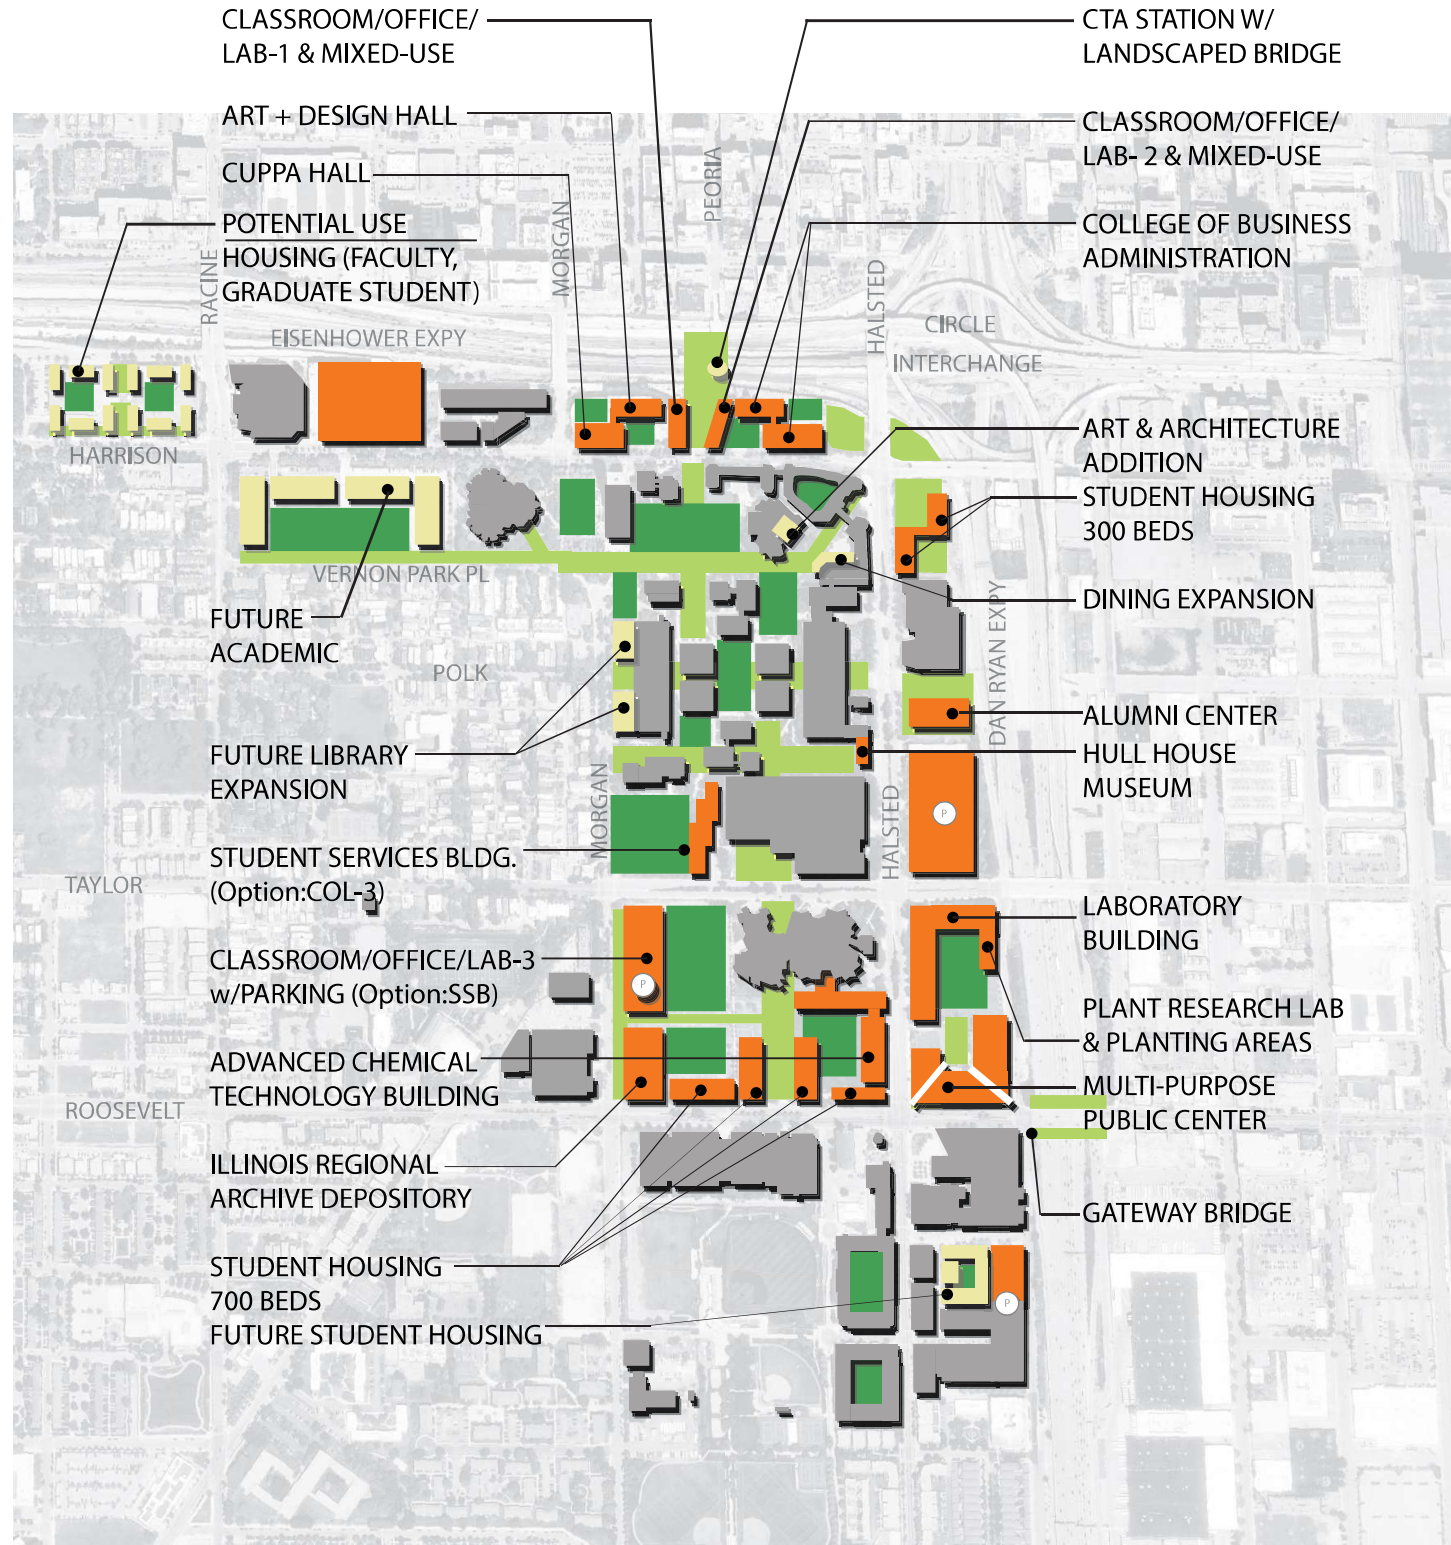 CLASSROOM/OFFICE/
LAB-1 & MIXED-USE
CTA STATION W/
LANDSCAPED BRIDGE
ART + DESIGN HALL
CLASSROOM/OFFICE/
LAB- 2 & MIXED-USE
CUPPA HALL
POTENTIAL USE
HOUSING (FACULTY,
GRADUATE STUDENT)
COLLEGE OF BUSINESS
ADMINISTRATION
RACINE
MORGAN
PEORIA
HALSTED
EISENHOWER EXPY
CIRCLE
INTERCHANGE
HARRISON
ART & ARCHITECTURE
ADDITION
STUDENT HOUSING
300 BEDS
VERNON PARK PL
DINING EXPANSION
FUTURE
ACADEMIC
POLK
DAN RYAN EXPY
ALUMNI CENTER
HULL HOUSE
MUSEUM
FUTURE LIBRARY
EXPANSION
MORGAN
HALSTED
P
STUDENT SERVICES BLDG.
(Option:COL-3)
TAYLOR
LABORATORY
BUILDING
CLASSROOM/OFFICE/LAB-3
w/PARKING (Option:SSB)
P
PLANT RESEARCH LAB
& PLANTING AREAS
ADVANCED CHEMICAL
TECHNOLOGY BUILDING
MULTI-PURPOSE
PUBLIC CENTER
ROOSEVELT
ILLINOIS REGIONAL
ARCHIVE DEPOSITORY
GATEWAY BRIDGE
STUDENT HOUSING
700 BEDS
FUTURE STUDENT HOUSING
P